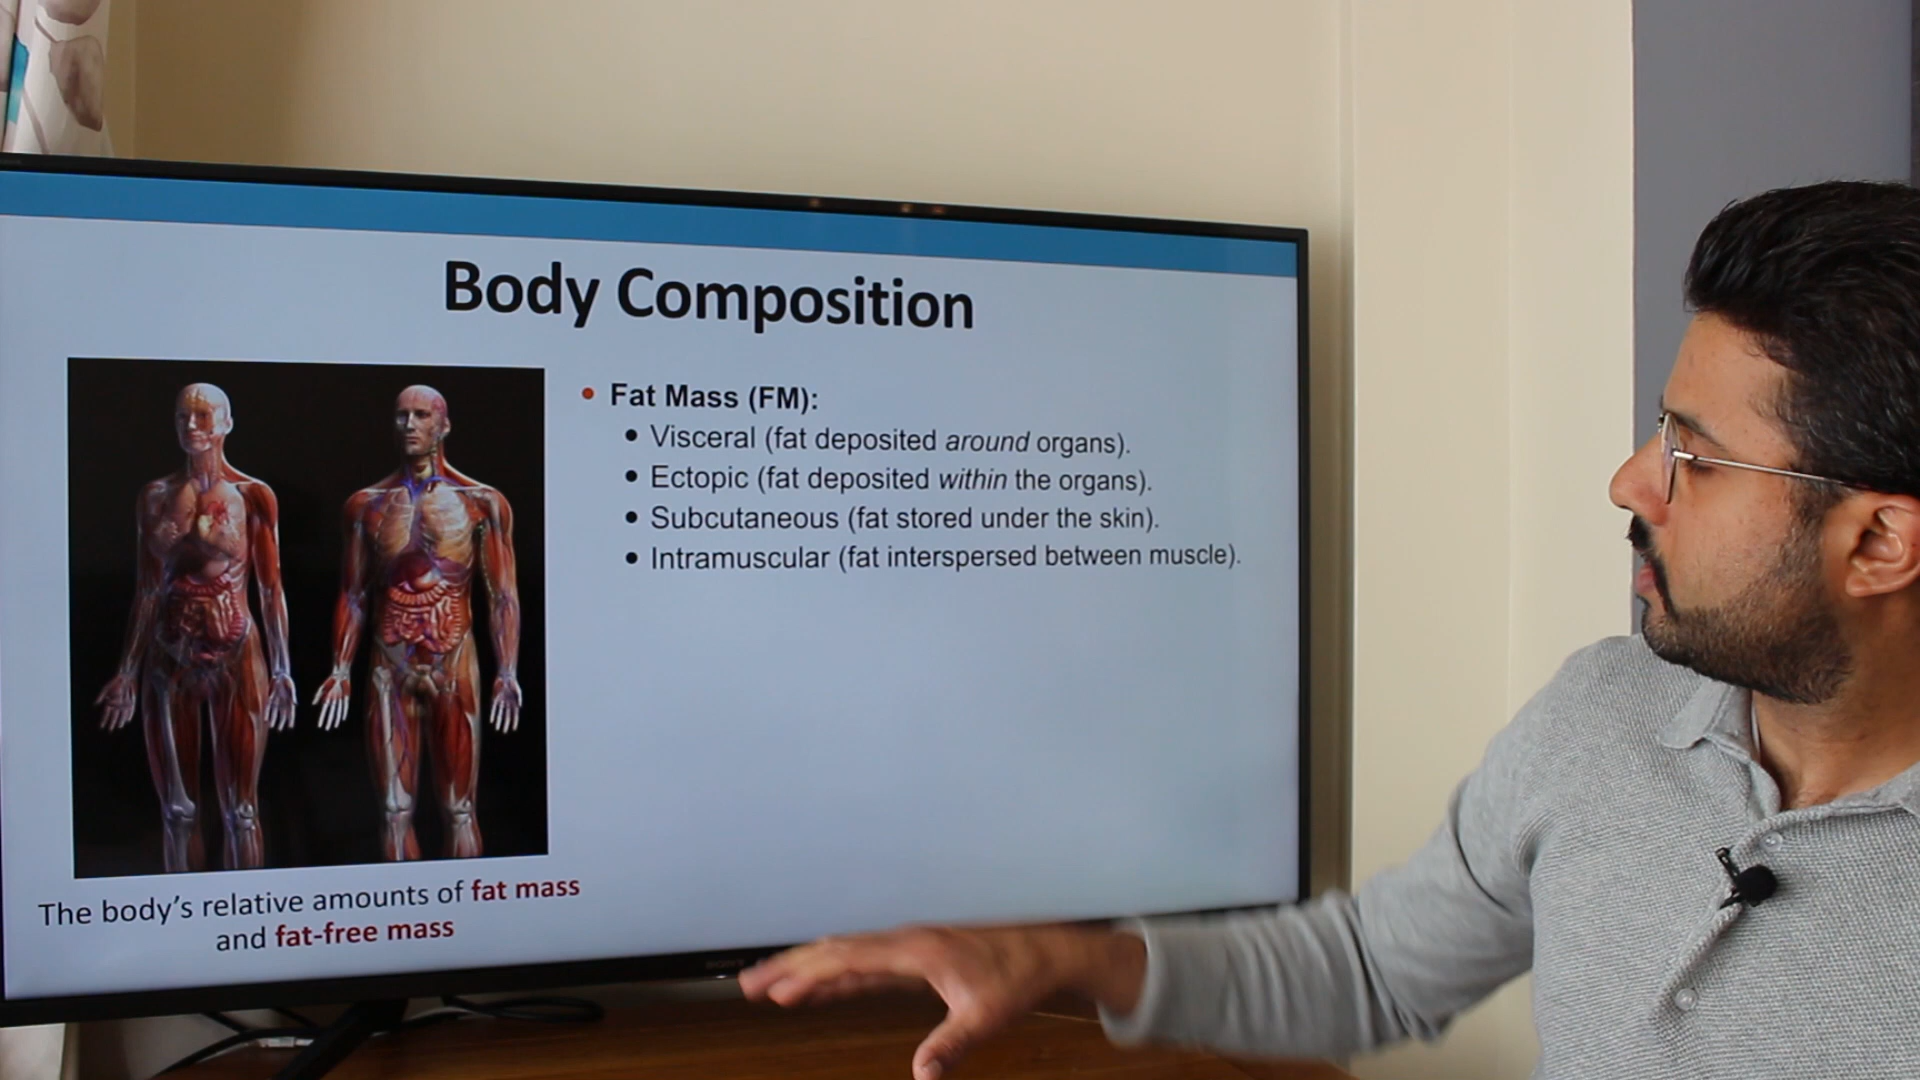 Body Composition
Fat Mass (FM):
Visceral (fat deposited around organs).
Ectopic (fat deposited within the organs).
Subcutaneous (fat stored under the skin).
Intramuscular (fat interspersed between muscle).
The body's relative amounts of fat mass
and fat-free mass